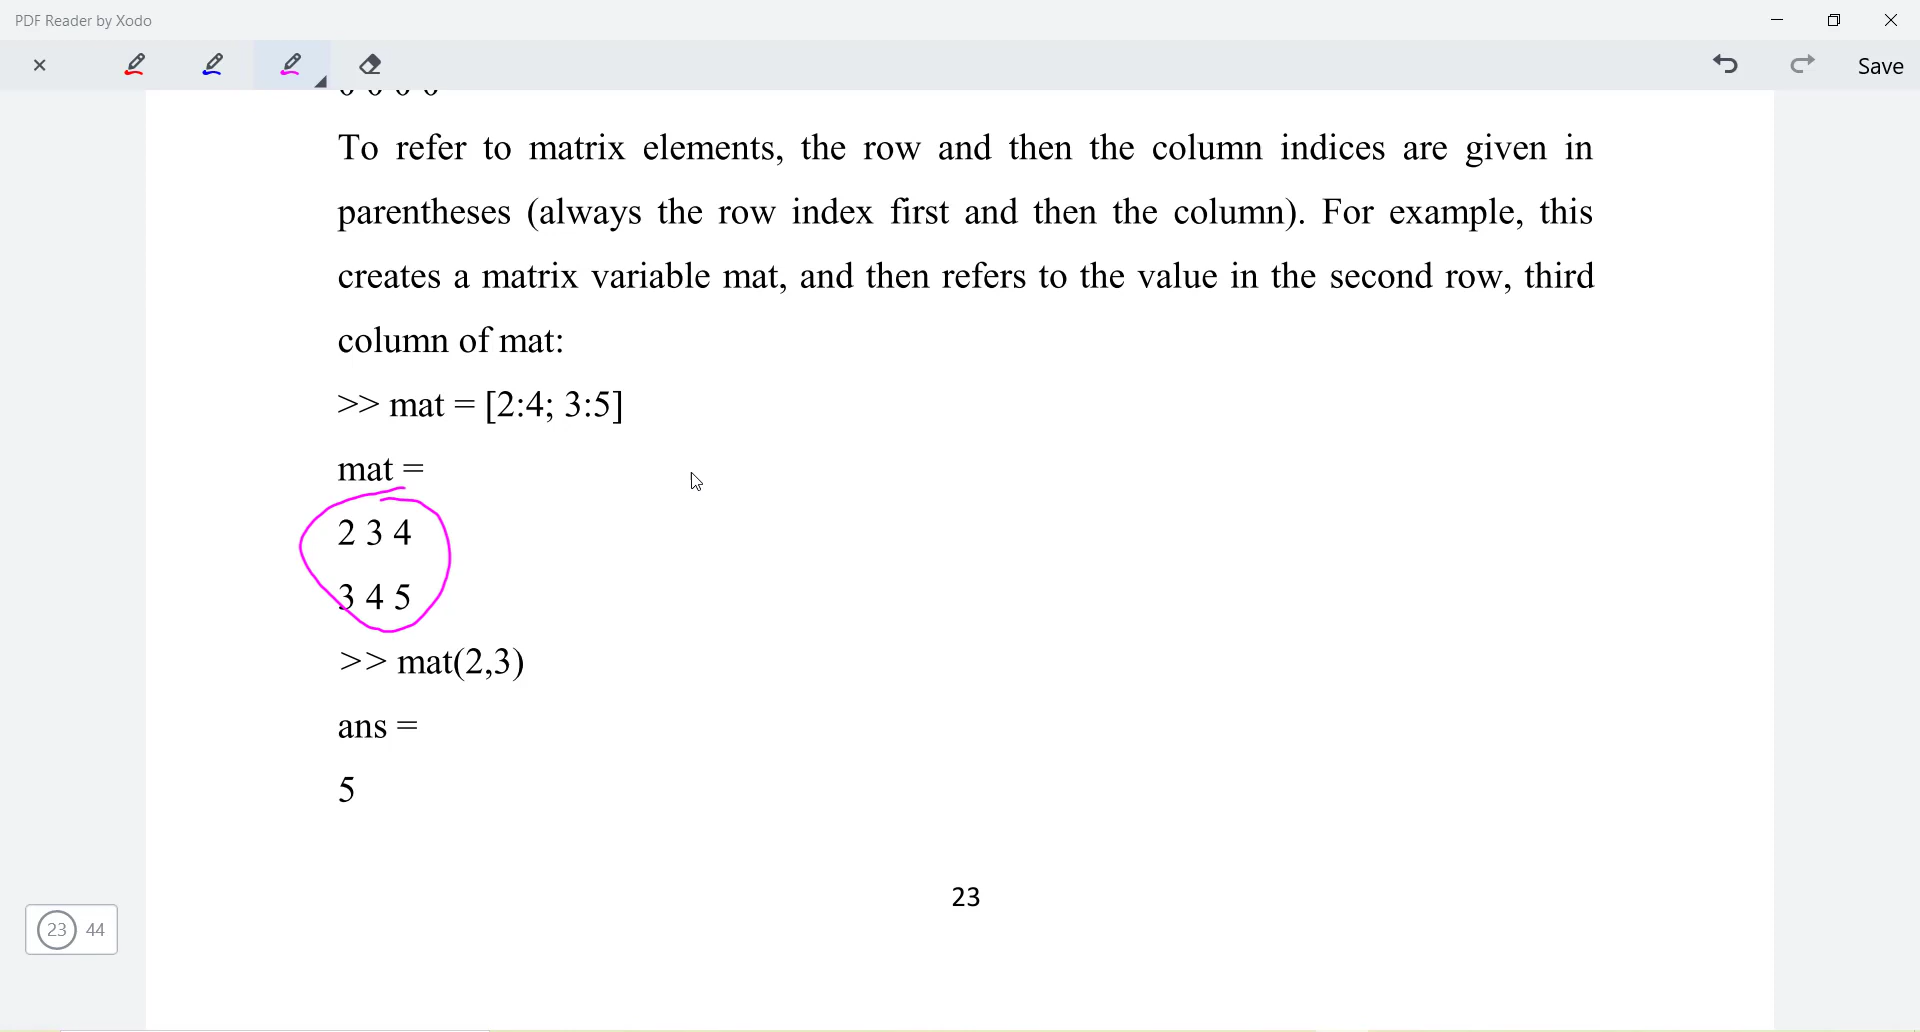 PDF Reader by Xodo
Save
To refer to matrix elements, the row and then the column indices are given in
parentheses (always the row index first and then the column). For example, this
creates a matrix variable mat, and then refers to the value in the second row, third
column of mat:
>> mat = [2:4; 3:5]
mat =
2 3 4
3 4 5
>> mat(2,3)
ans =
5
23
23 44